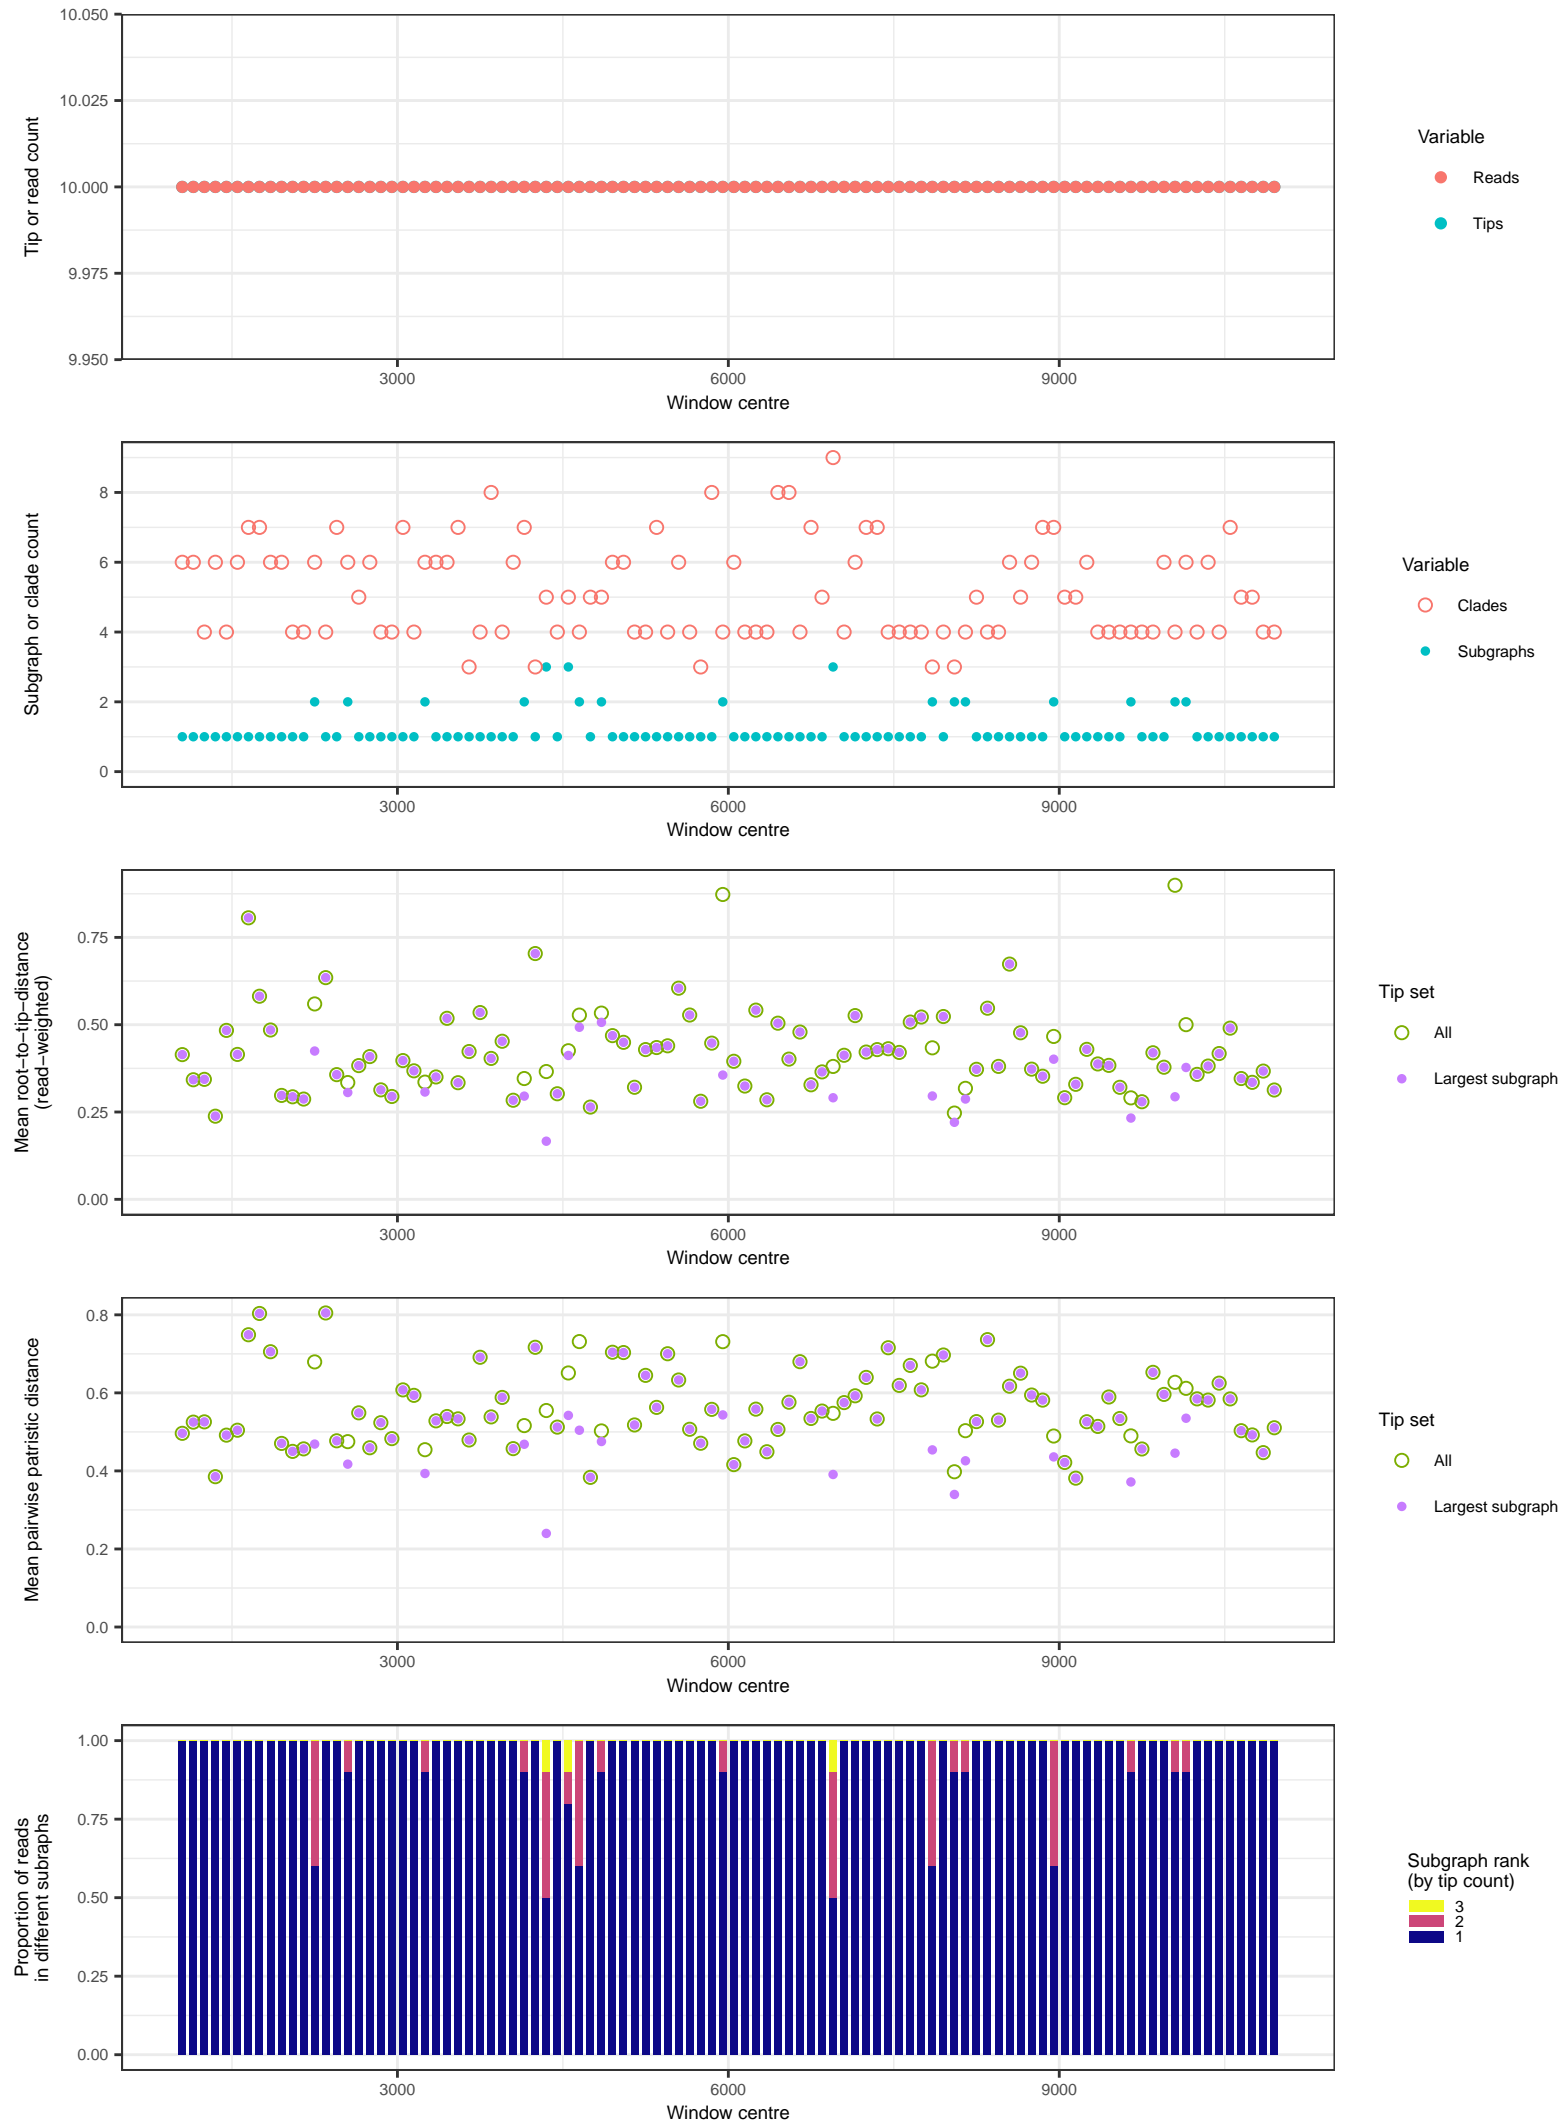 10.050
10.025
10.000
9.975
9.950
Tip or read count
3000 6000 9000
Window centre
Variable
Reads
Tips
8
6
4
2
0
Subgraph or clade count
3000 6000 9000
Window centre
Variable
Clades
Subgraphs
0.75
0.50
0.25
0.00
Mean root−to−tip−distance
(read−weighted)
3000 6000 9000
Window centre
Tip set
All
Largest subgraph
0.8
0.6
0.4
0.2
0.0
Mean pairwise patristic distance
3000 6000 9000
Window centre
Tip set
All
Largest subgraph
1.00
0.75
0.50
0.25
0.00
Proportion of reads
in different subraphs
3000 6000 9000
Window centre
Subgraph rank
(by tip count)
3
2
1